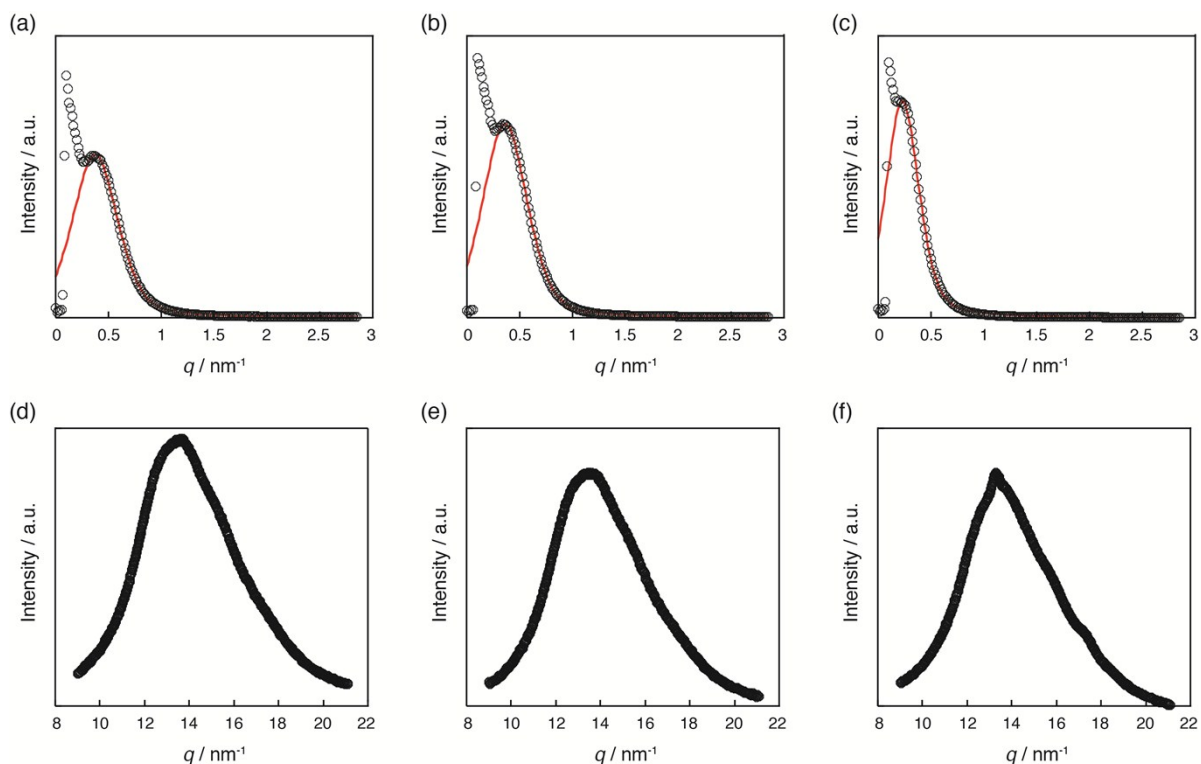 (a)
(b)
(c)
Intensity / a.u.
Intensity / a.u.
Intensity / a.u.
0 0.5 1 1.5 2 2.5 3
0 0.5 1 1.5 2 2.5 3
0 0.5 1 1.5 2 2.5 3
q / nm⁻¹
q / nm⁻¹
q / nm⁻¹
(d)
(e)
(f)
Intensity / a.u.
Intensity / a.u.
Intensity / a.u.
8 10 12 14 16 18 20 22
8 10 12 14 16 18 20 22
8 10 12 14 16 18 20 22
q / nm⁻¹
q / nm⁻¹
q / nm⁻¹